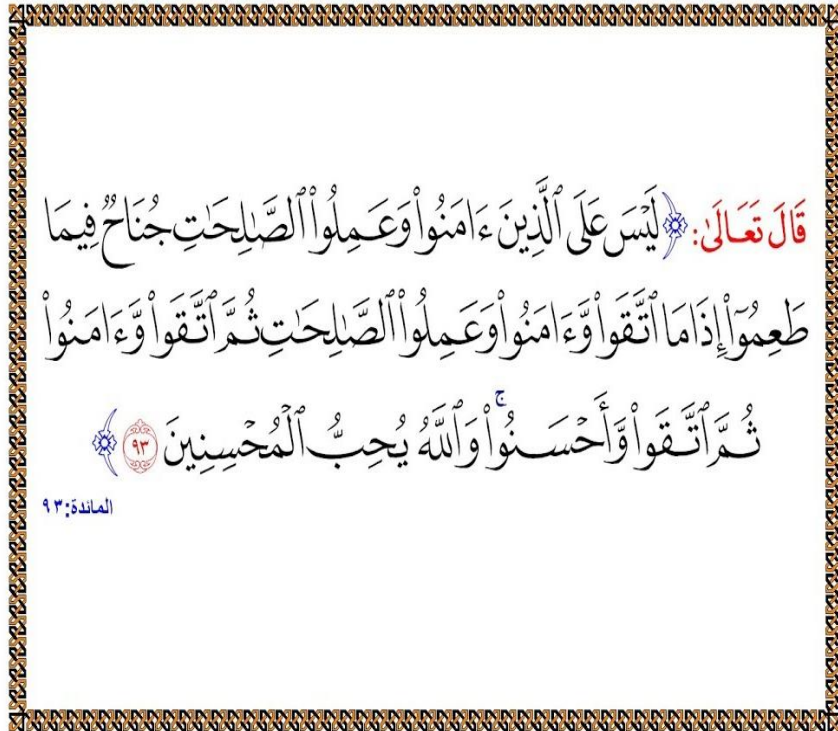 قَالَ تَعَالَىٰ: ﴿لَيْسَ عَلَى ٱلَّذِينَ ءَامَنُواْ وَعَمِلُواْ ٱلصَّٰلِحَٰتِ جُنَاحٞ فِيمَا
طَعِمُوٓاْ إِذَا مَا ٱتَّقَواْ وَّءَامَنُواْ وَعَمِلُواْ ٱلصَّٰلِحَٰتِ ثُمَّ ٱتَّقَواْ وَّءَامَنُواْ
ثُمَّ ٱتَّقَواْ وَّأَحۡسَنُواْۚ وَٱللَّهُ يُحِبُّ ٱلۡمُحۡسِنِينَ ٩٣﴾
المائدة:٩٣